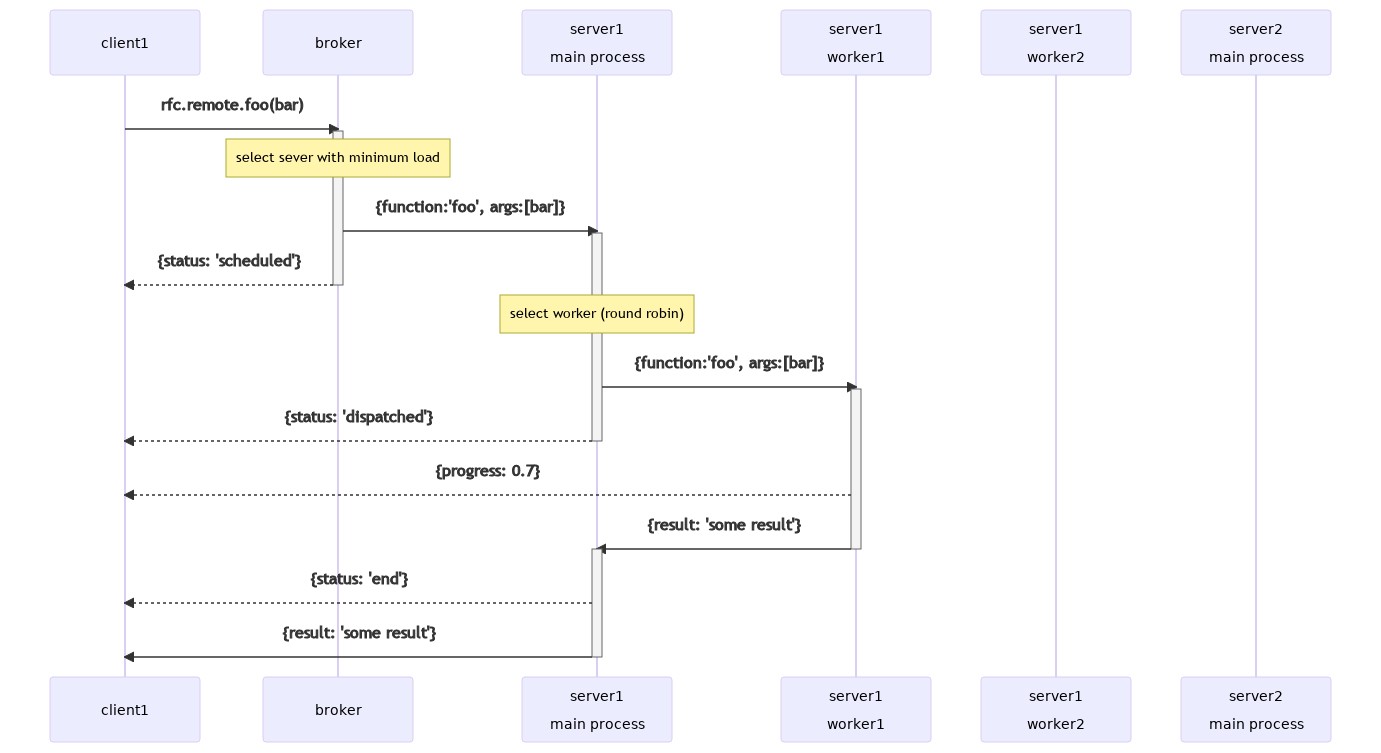 client1
broker
server1
main process
server1
worker1
server1
worker2
server2
main process
rfc.remote.foo(bar)
select sever with minimum load
{function:'foo', args:[bar]}
{status: 'scheduled'}
select worker (round robin)
{function:'foo', args:[bar]}
{status: 'dispatched'}
{progress: 0.7}
{result: 'some result'}
{status: 'end'}
{result: 'some result'}
client1
broker
server1
main process
server1
worker1
server1
worker2
server2
main process